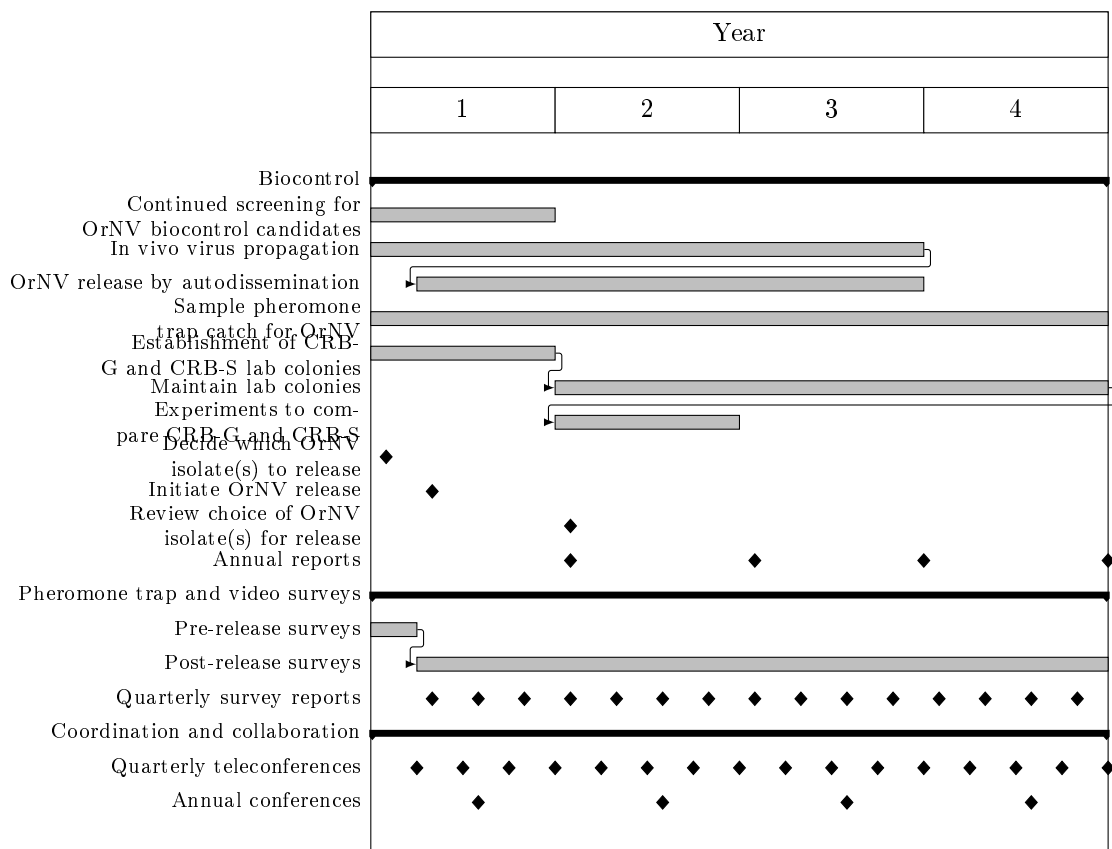 Year
1 2 3 4
Biocontrol
Continued screening for
OrNV biocontrol candidates
In vivo virus propagation
OrNV release by autodissemination
Sample pheromone
trap catch for OrNV
Establishment of CRB-
G and CRB-S lab colonies
Maintain lab colonies
Experiments to com-
pare CRB-G and CRB-S
Decide which OrNV
isolate(s) to release
Initiate OrNV release
Review choice of OrNV
isolate(s) for release
Annual reports
Pheromone trap and video surveys
Pre-release surveys
Post-release surveys
Quarterly survey reports
Coordination and collaboration
Quarterly teleconferences
Annual conferences